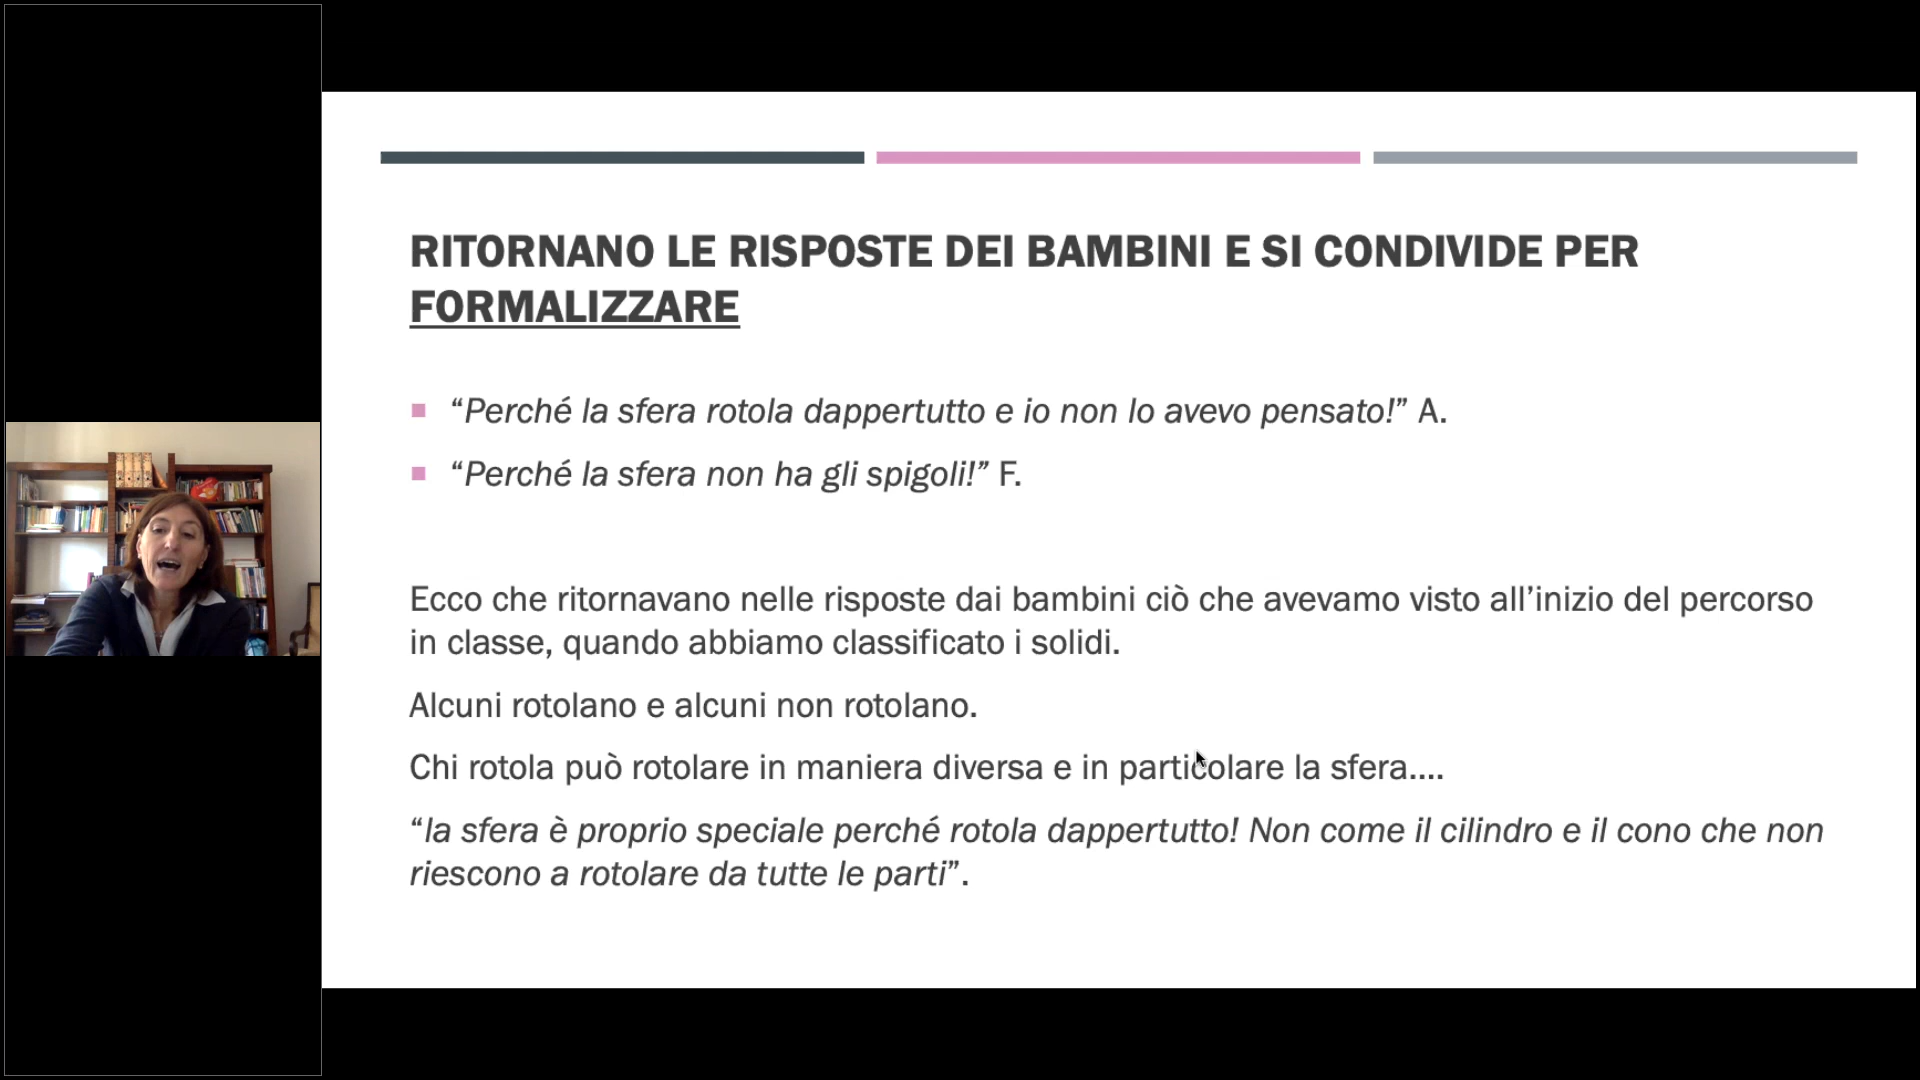 RITORNANO LE RISPOSTE DEI BAMBINI E SI CONDIVIDE PER
FORMALIZZARE
“Perché la sfera rotola dappertutto e io non lo avevo pensato!” A.
“Perché la sfera non ha gli spigoli!” F.
Ecco che ritornavano nelle risposte dai bambini ciò che avevamo visto all’inizio del percorso
in classe, quando abbiamo classificato i solidi.
Alcuni rotolano e alcuni non rotolano.
Chi rotola può rotolare in maniera diversa e in particolare la sfera....
“la sfera è proprio speciale perché rotola dappertutto! Non come il cilindro e il cono che non
riescono a rotolare da tutte le parti”.